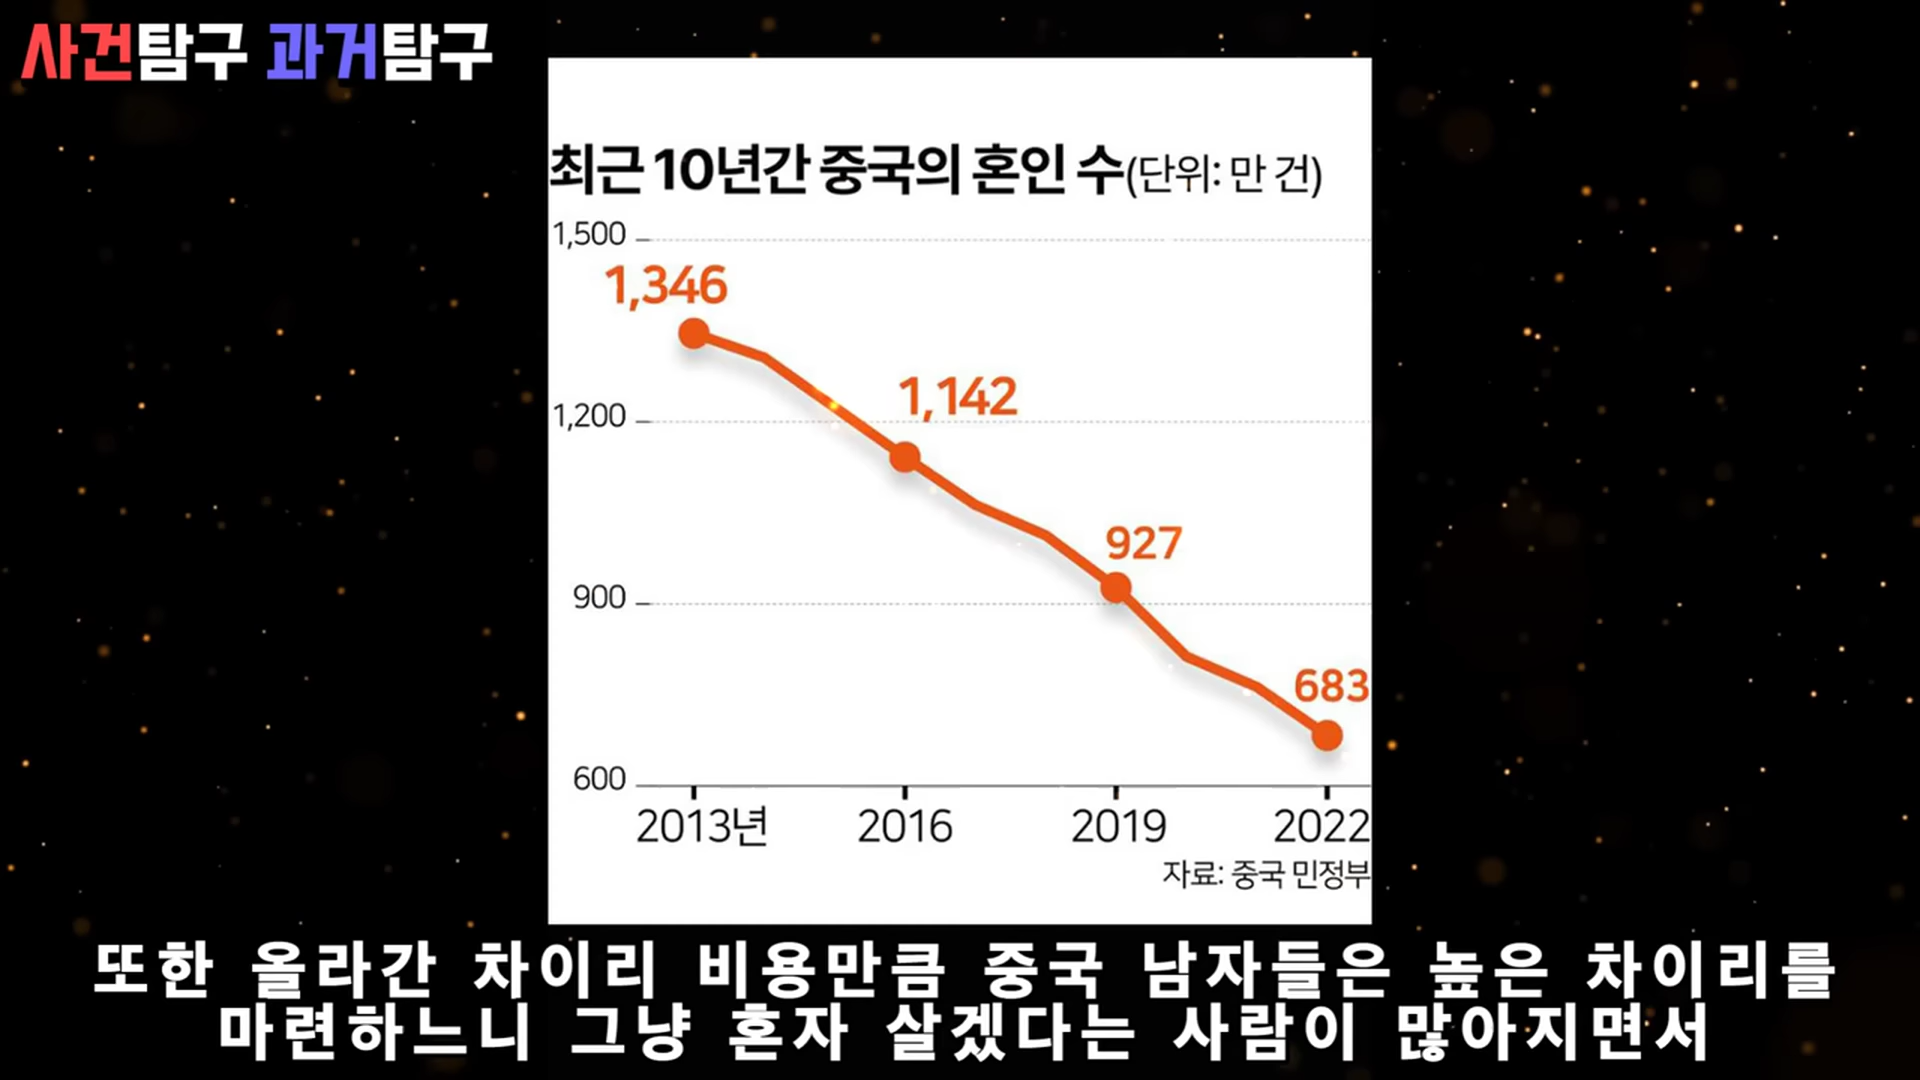 사건탐구 과거탐구
최근 10년간 중국의 혼인 수(단위: 만 건)
1,500
1,346
1,142
1,200
927
900
683
600
2013년 2016 2019 2022
자료: 중국 민정부
또한 올라간 차이리 비용만큼 중국 남자들은 높은 차이리를
마련하느니 그냥 혼자 살겠다는 사람이 많아지면서